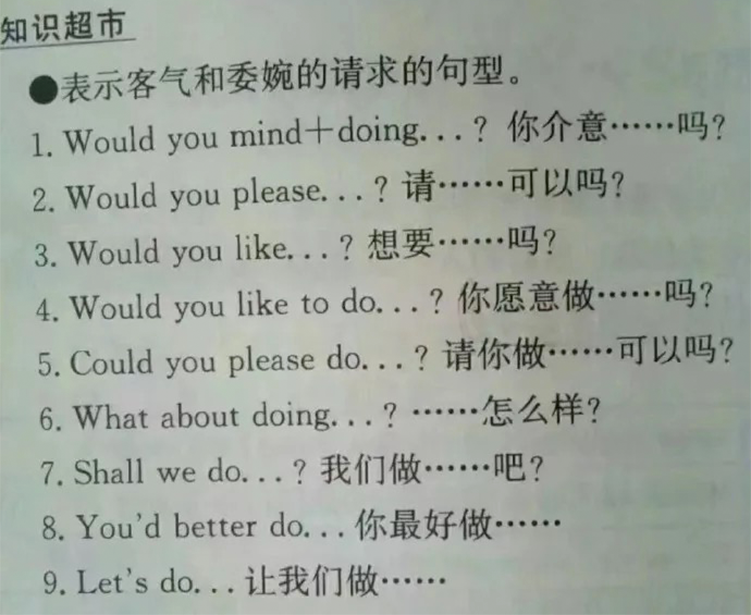 知识超市
●表示客气和委婉的请求的句型。
1. Would you mind+doing...? 你介意……吗?
2. Would you please...? 请……可以吗?
3. Would you like...? 想要……吗?
4. Would you like to do...? 你愿意做……吗?
5. Could you please do...? 请你做……可以吗?
6. What about doing...? ……怎么样?
7. Shall we do...? 我们做……吧?
8. You'd better do... 你最好做……
9. Let's do... 让我们做……